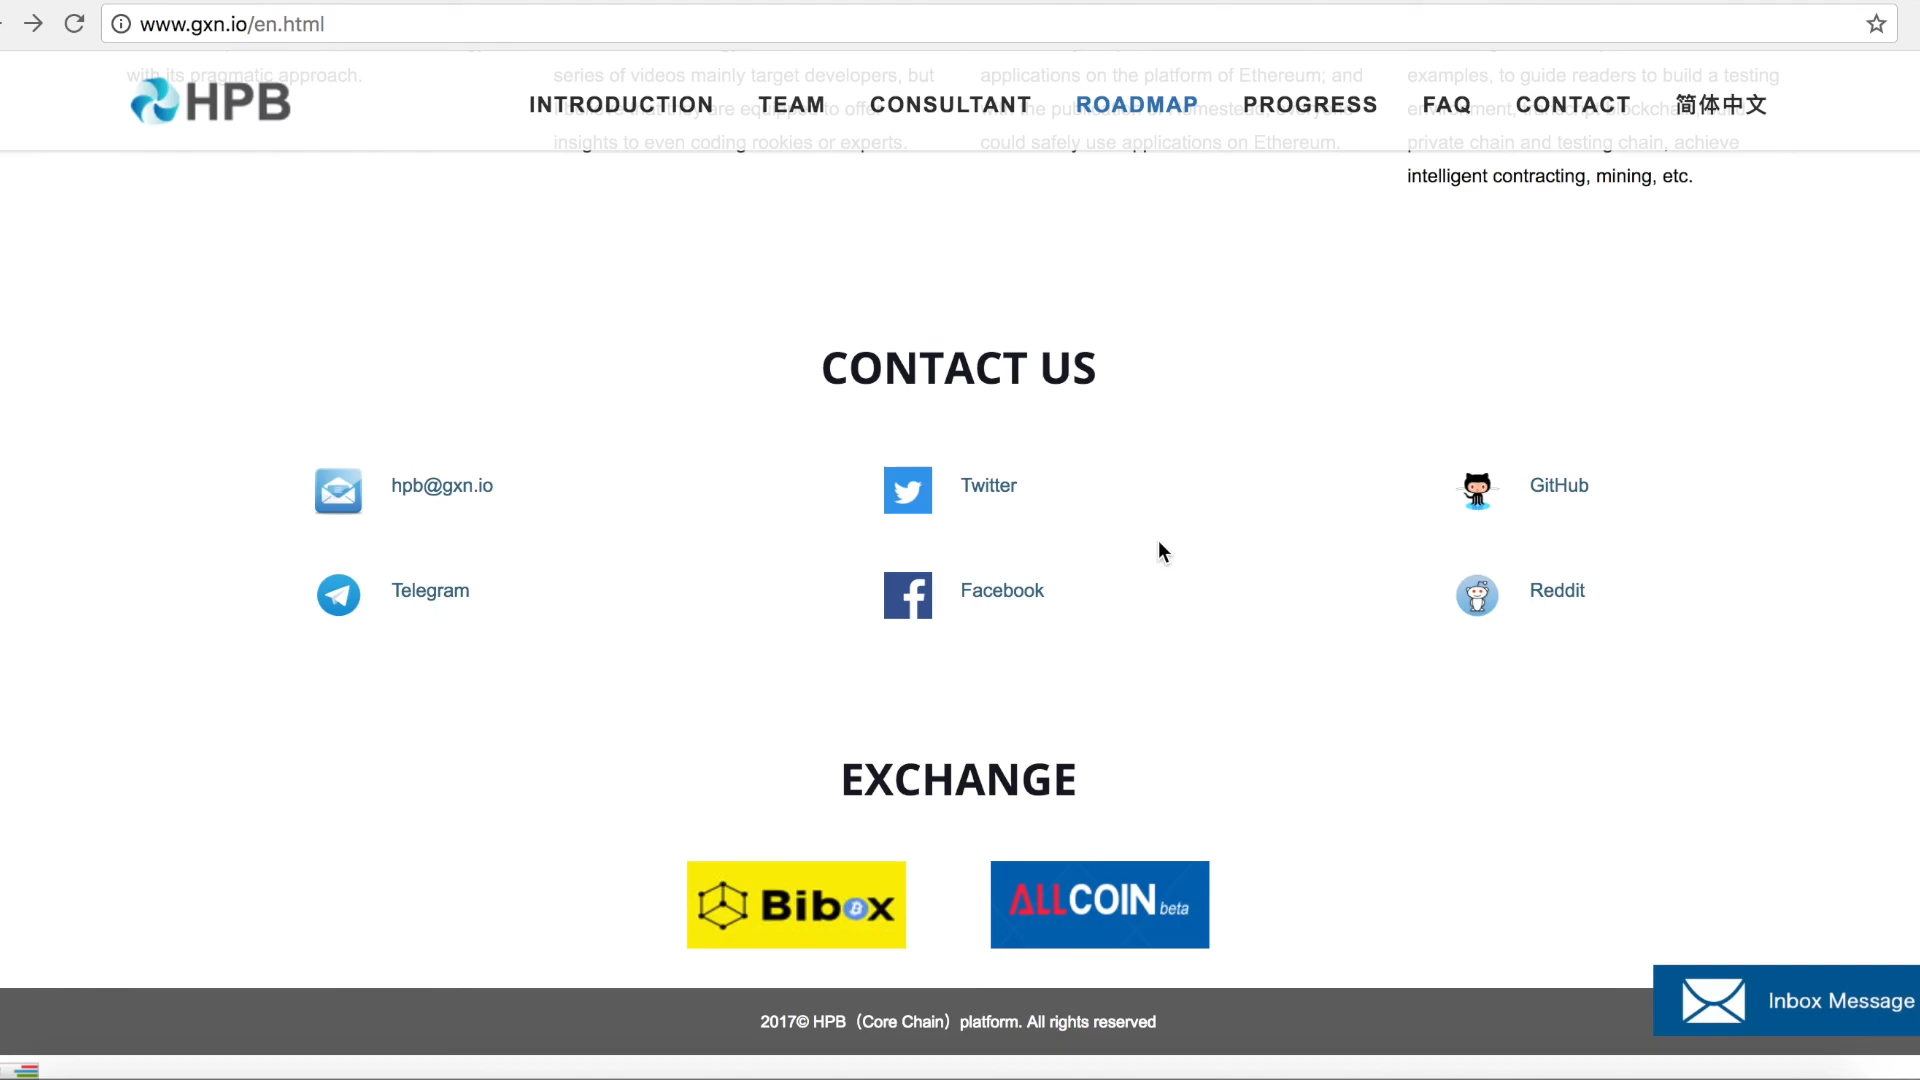 www.gxn.io/en.html
with its pragmatic approach.
series of videos mainly target developers, but
applications on the platform of Ethereum; and
examples, to guide readers to build a testing
HPB
INTRODUCTION
TEAM
CONSULTANT
ROADMAP
PROGRESS
FAQ
CONTACT
简体中文
insights to even coding rookies or experts.
could safely use applications on Ethereum.
private chain and testing chain, achieve
intelligent contracting, mining, etc.
CONTACT US
hpb@gxn.io
Twitter
GitHub
Telegram
Facebook
Reddit
EXCHANGE
Bibox
ALLCOIN beta
Inbox Message
2017© HPB（Core Chain）platform. All rights reserved